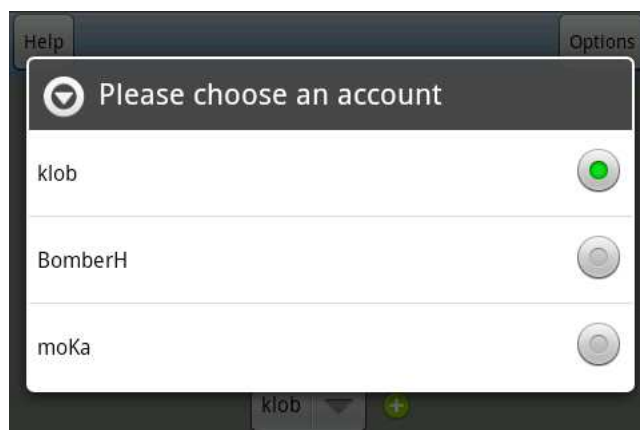 Help
Options
Please choose an account
klob
BomberH
moKa
klob